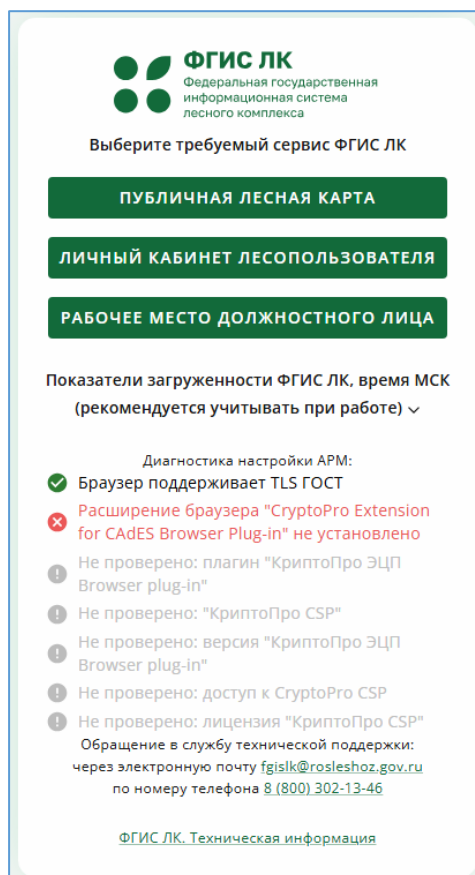 ФГИС ЛК
Федеральная государственная
информационная система
лесного комплекса
Выберите требуемый сервис ФГИС ЛК
ПУБЛИЧНАЯ ЛЕСНАЯ КАРТА
ЛИЧНЫЙ КАБИНЕТ ЛЕСОПОЛЬЗОВАТЕЛЯ
РАБОЧЕЕ МЕСТО ДОЛЖНОСТНОГО ЛИЦА
Показатели загруженности ФГИС ЛК, время МСК
(рекомендуется учитывать при работе)
Диагностика настройки АРМ:
Браузер поддерживает TLS ГОСТ
Расширение браузера "CryptoPro Extension
for CAdES Browser Plug-in" не установлено
Не проверено: плагин "КриптоПро ЭЦП
Browser plug-in"
Не проверено: "КриптоПро CSP"
Не проверено: версия "КриптоПро ЭЦП
Browser plug-in"
Не проверено: доступ к CryptoPro CSP
Не проверено: лицензия "КриптоПро CSP"
Обращение в службу технической поддержки:
через электронную почту fgislk@rosleshoz.gov.ru
по номеру телефона 8 (800) 302-13-46
ФГИС ЛК. Техническая информация